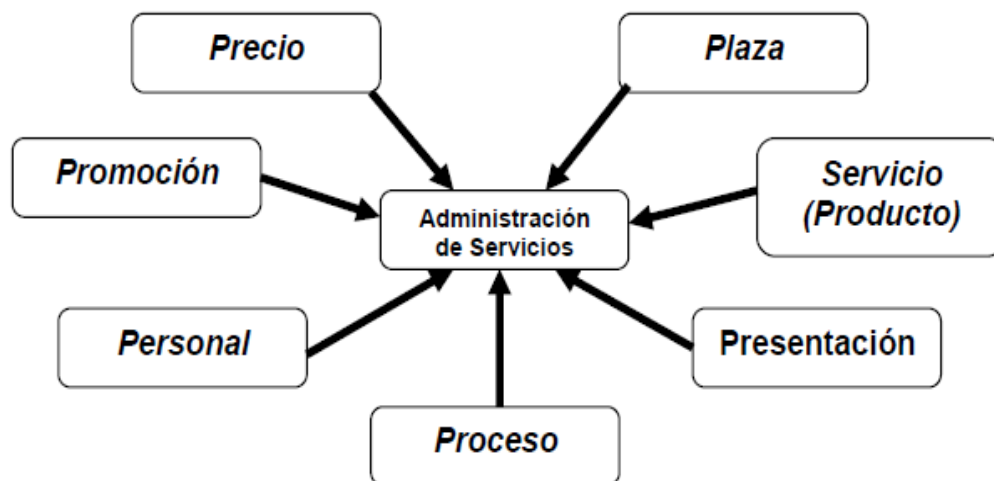 Precio
Plaza
Promoción
Servicio
(Producto)
Administración
de Servicios
Personal
Presentación
Proceso